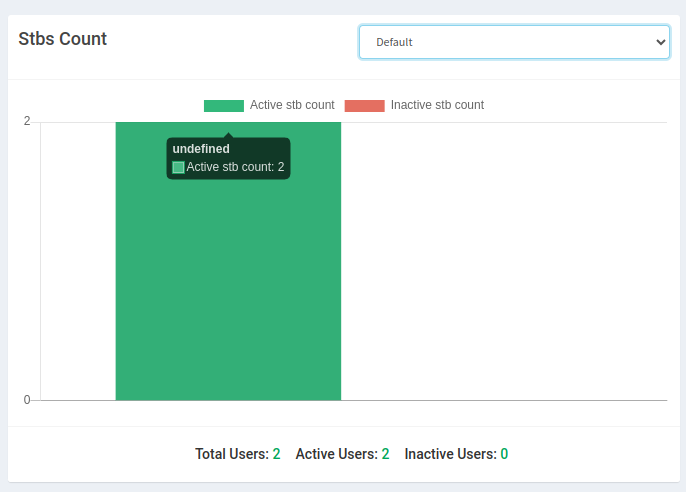 Stbs Count
Default
Active stb count Inactive stb count
2
undefined
Active stb count: 2
0
Total Users: 2 Active Users: 2 Inactive Users: 0